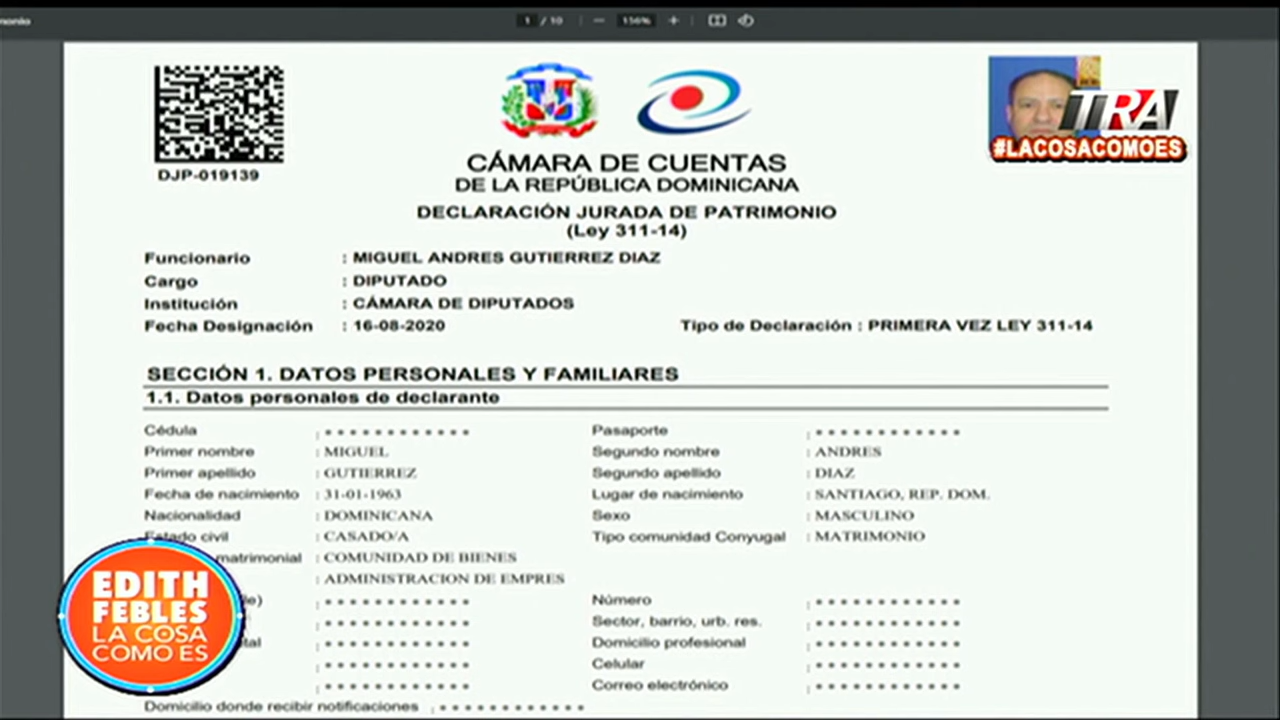 monio
1 / 10 — 156% +
TRA
#LACOSACOMOES
DJP-019139
CÁMARA DE CUENTAS
DE LA REPÚBLICA DOMINICANA
DECLARACIÓN JURADA DE PATRIMONIO
(Ley 311-14)
Funcionario : MIGUEL ANDRES GUTIERREZ DIAZ
Cargo : DIPUTADO
Institución : CÁMARA DE DIPUTADOS
Fecha Designación : 16-08-2020 Tipo de Declaración : PRIMERA VEZ LEY 311-14
SECCIÓN 1. DATOS PERSONALES Y FAMILIARES
1.1. Datos personales de declarante
Cédula : * * * * * * * * * * * Pasaporte : * * * * * * * * * * *
Primer nombre : MIGUEL Segundo nombre : ANDRES
Primer apellido : GUTIERREZ Segundo apellido : DIAZ
Fecha de nacimiento : 31-01-1963 Lugar de nacimiento : SANTIAGO, REP. DOM.
Nacionalidad : DOMINICANA Sexo : MASCULINO
Estado civil : CASADO/A Tipo comunidad Conyugal : MATRIMONIO
matrimonial : COMUNIDAD DE BIENES
: ADMINISTRACION DE EMPRES
le) : * * * * * * * * * * * Número : * * * * * * * * * * *
: * * * * * * * * * * * Sector, barrio, urb. res. : * * * * * * * * * * *
tal : * * * * * * * * * * * Domicilio profesional : * * * * * * * * * * *
: * * * * * * * * * * * Celular : * * * * * * * * * * *
: * * * * * * * * * * * Correo electrónico : * * * * * * * * * * *
Domicilio donde recibir notificaciones : * * * * * * * * * * *
EDITH
FEBLES
LA COSA
COMO ES